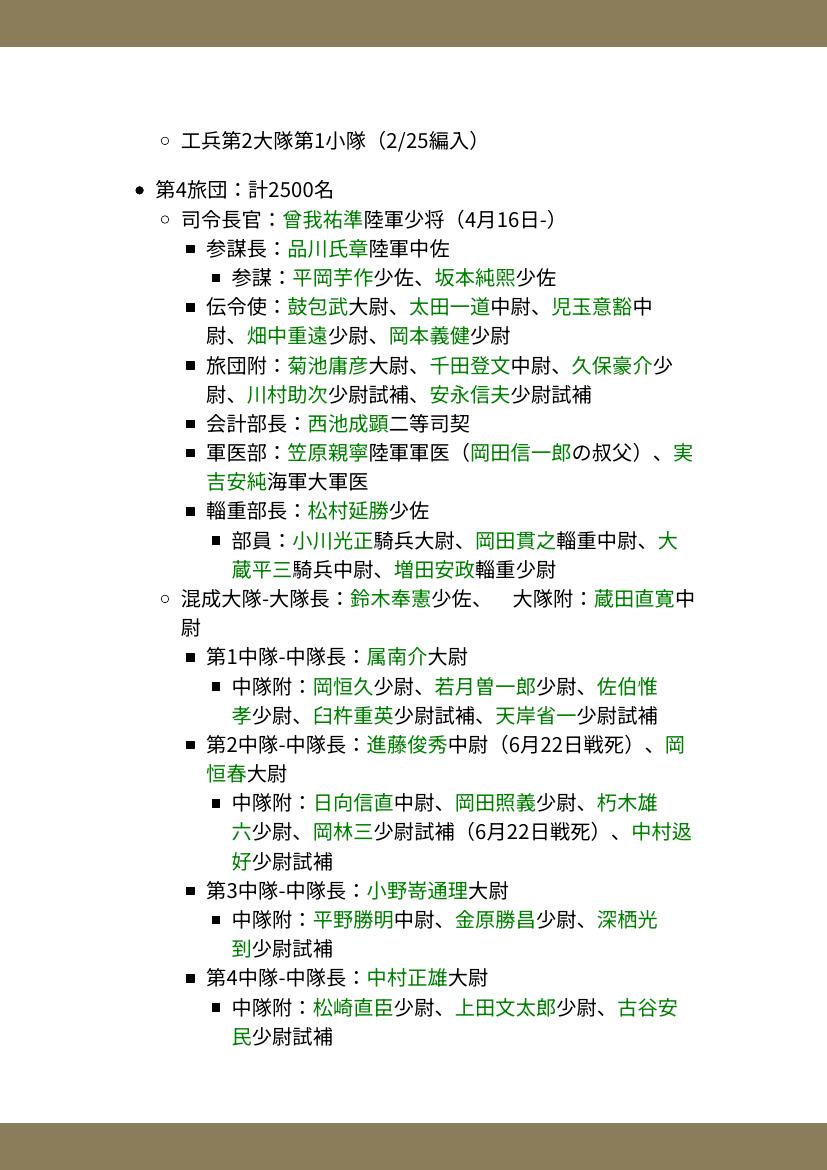 工兵第2大隊第1小隊（2/25編入）
第4旅団：計2500名
司令長官：曾我祐準陸軍少将（4月16日-）
参謀長：品川氏章陸軍中佐
参謀：平岡芋作少佐、坂本純熙少佐
伝令使：鼓包武大尉、太田一道中尉、児玉意豁中
尉、畑中重遠少尉、岡本義健少尉
旅団附：菊池庸彦大尉、千田登文中尉、久保豪介少
尉、川村助次少尉試補、安永信夫少尉試補
会計部長：西池成顕二等司契
軍医部：笠原親寧陸軍軍医（岡田信一郎の叔父）、実
吉安純海軍大軍医
輜重部長：松村延勝少佐
部員：小川光正騎兵大尉、岡田貫之輜重中尉、大
蔵平三騎兵中尉、増田安政輜重少尉
混成大隊-大隊長：鈴木奉憲少佐、　大隊附：蔵田直寛中
尉
第1中隊-中隊長：属南介大尉
中隊附：岡恒久少尉、若月曽一郎少尉、佐伯惟
孝少尉、臼杵重英少尉試補、天岸省一少尉試補
第2中隊-中隊長：進藤俊秀中尉（6月22日戦死）、岡
恒春大尉
中隊附：日向信直中尉、岡田照義少尉、朽木雄
六少尉、岡林三少尉試補（6月22日戦死）、中村𨒛
好少尉試補
第3中隊-中隊長：小野嵜通理大尉
中隊附：平野勝明中尉、金原勝昌少尉、深栖光
到少尉試補
第4中隊-中隊長：中村正雄大尉
中隊附：松崎直臣少尉、上田文太郎少尉、古谷安
民少尉試補